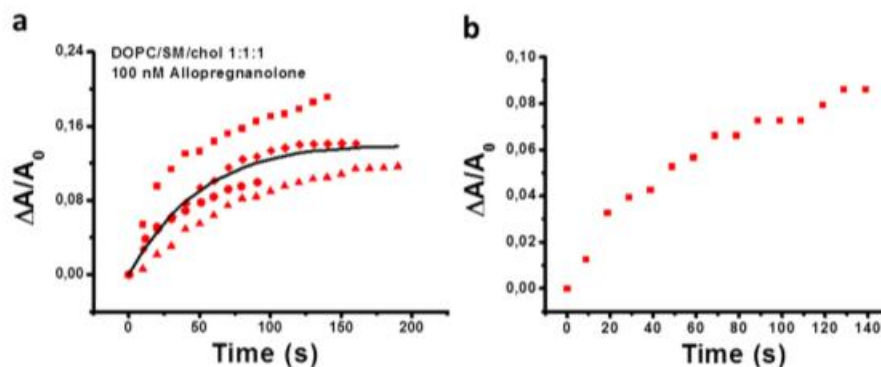 a
DOPC/SM/chol 1:1:1
100 nM Allopregnanolone
0,24
0,16
0,08
0,00
ΔA/A₀
0 50 100 150 200
Time (s)
b
0,10
0,08
0,06
0,04
0,02
0,00
ΔA/A₀
0 20 40 60 80 100 120 140
Time (s)